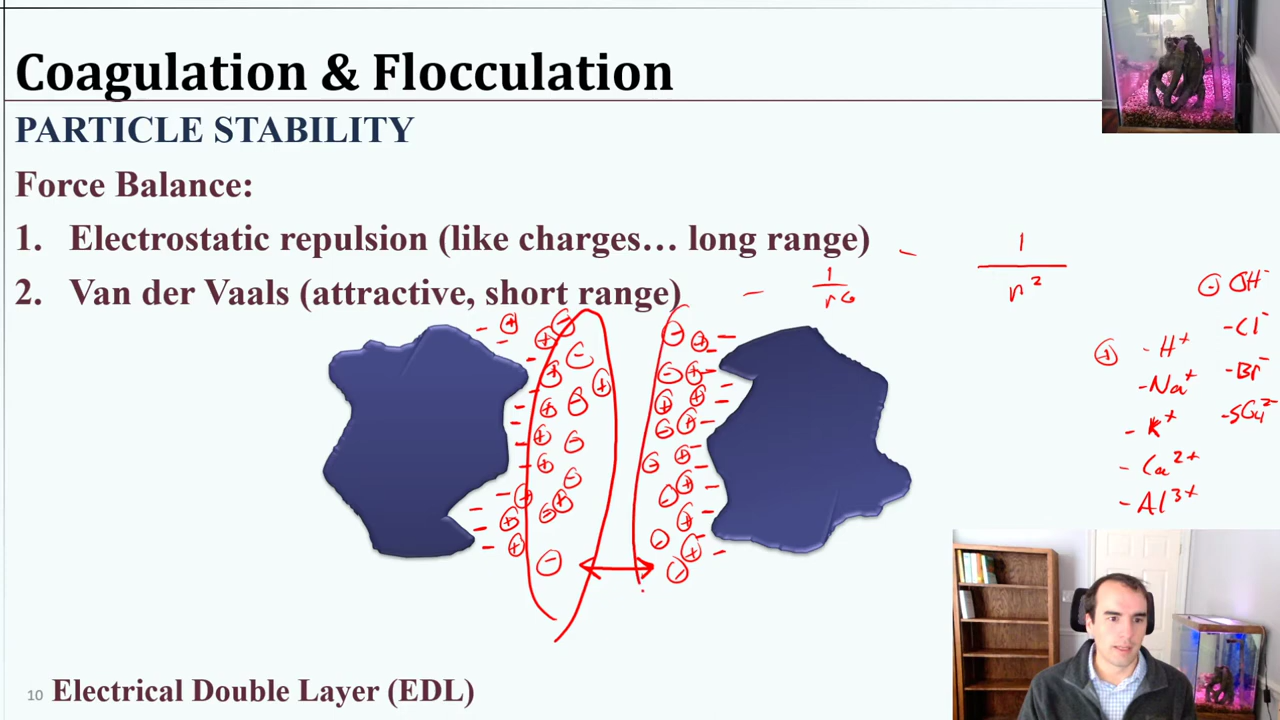 Coagulation & Flocculation
PARTICLE STABILITY
Force Balance:
1. Electrostatic repulsion (like charges… long range) - 1/r²
2. Van der Vaals (attractive, short range) - 1/r6
⊖ OH⁻
- Cl⁻
- Br⁻
- SO4²⁻
⊕ - H⁺
- Na⁺
- K⁺
- Ca²⁺
- Al³⁺
10 Electrical Double Layer (EDL)